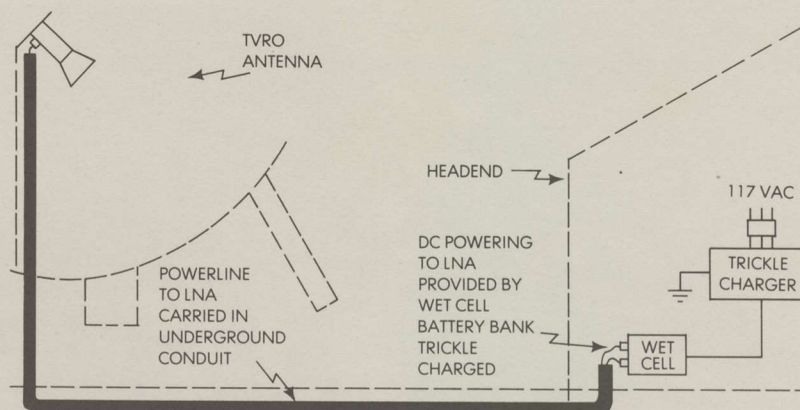 TVRO
ANTENNA
HEADEND
117 VAC
TRICKLE
CHARGER
DC POWERING
TO LNA
PROVIDED BY
WET CELL
BATTERY BANK
TRICKLE
CHARGED
POWERLINE
TO LNA
CARRIED IN
UNDERGROUND
CONDUIT
WET
CELL